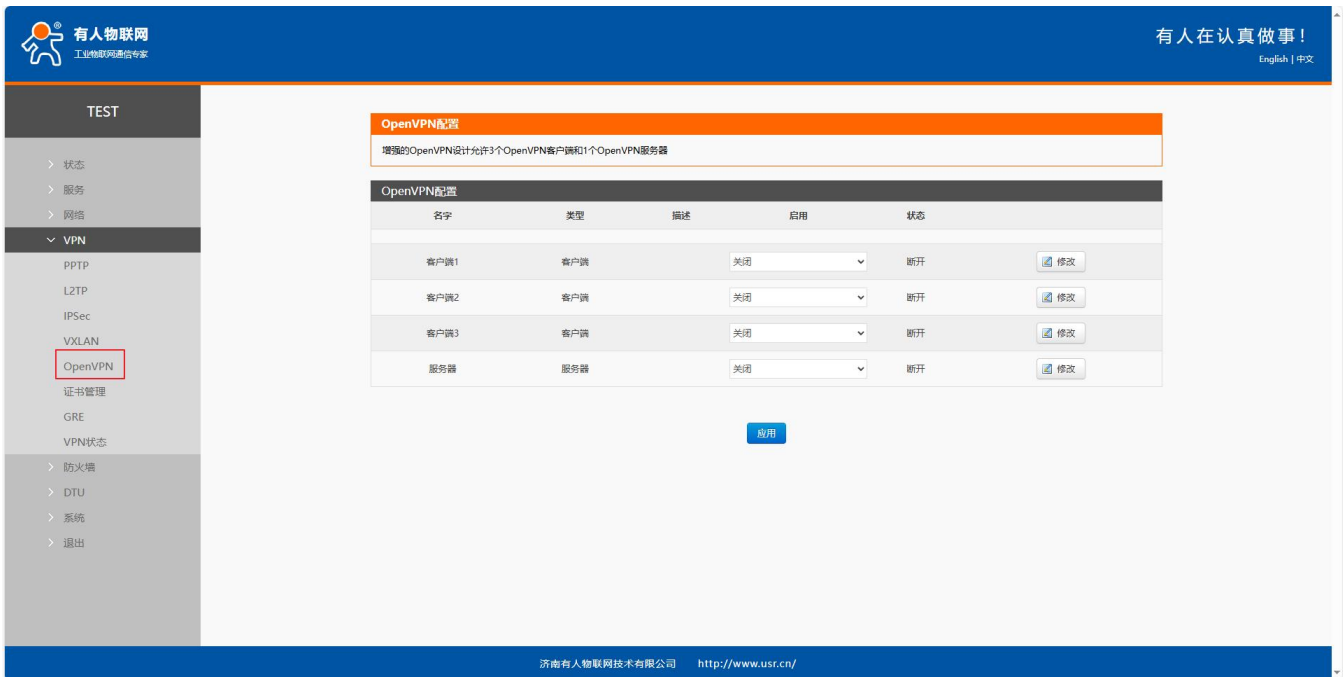 有人物联网
工业物联网通信专家
有人在认真做事！
English | 中文
TEST
状态
服务
网络
VPN
PPTP
L2TP
IPSec
VXLAN
OpenVPN
证书管理
GRE
VPN状态
防火墙
DTU
系统
退出
OpenVPN配置
增强的OpenVPN设计允许3个OpenVPN客户端和1个OpenVPN服务器
OpenVPN配置
名字 类型 描述 启用 状态
客户端1 客户端 关闭 断开 修改
客户端2 客户端 关闭 断开 修改
客户端3 客户端 关闭 断开 修改
服务器 服务器 关闭 断开 修改
应用
济南有人物联网技术有限公司 http://www.usr.cn/